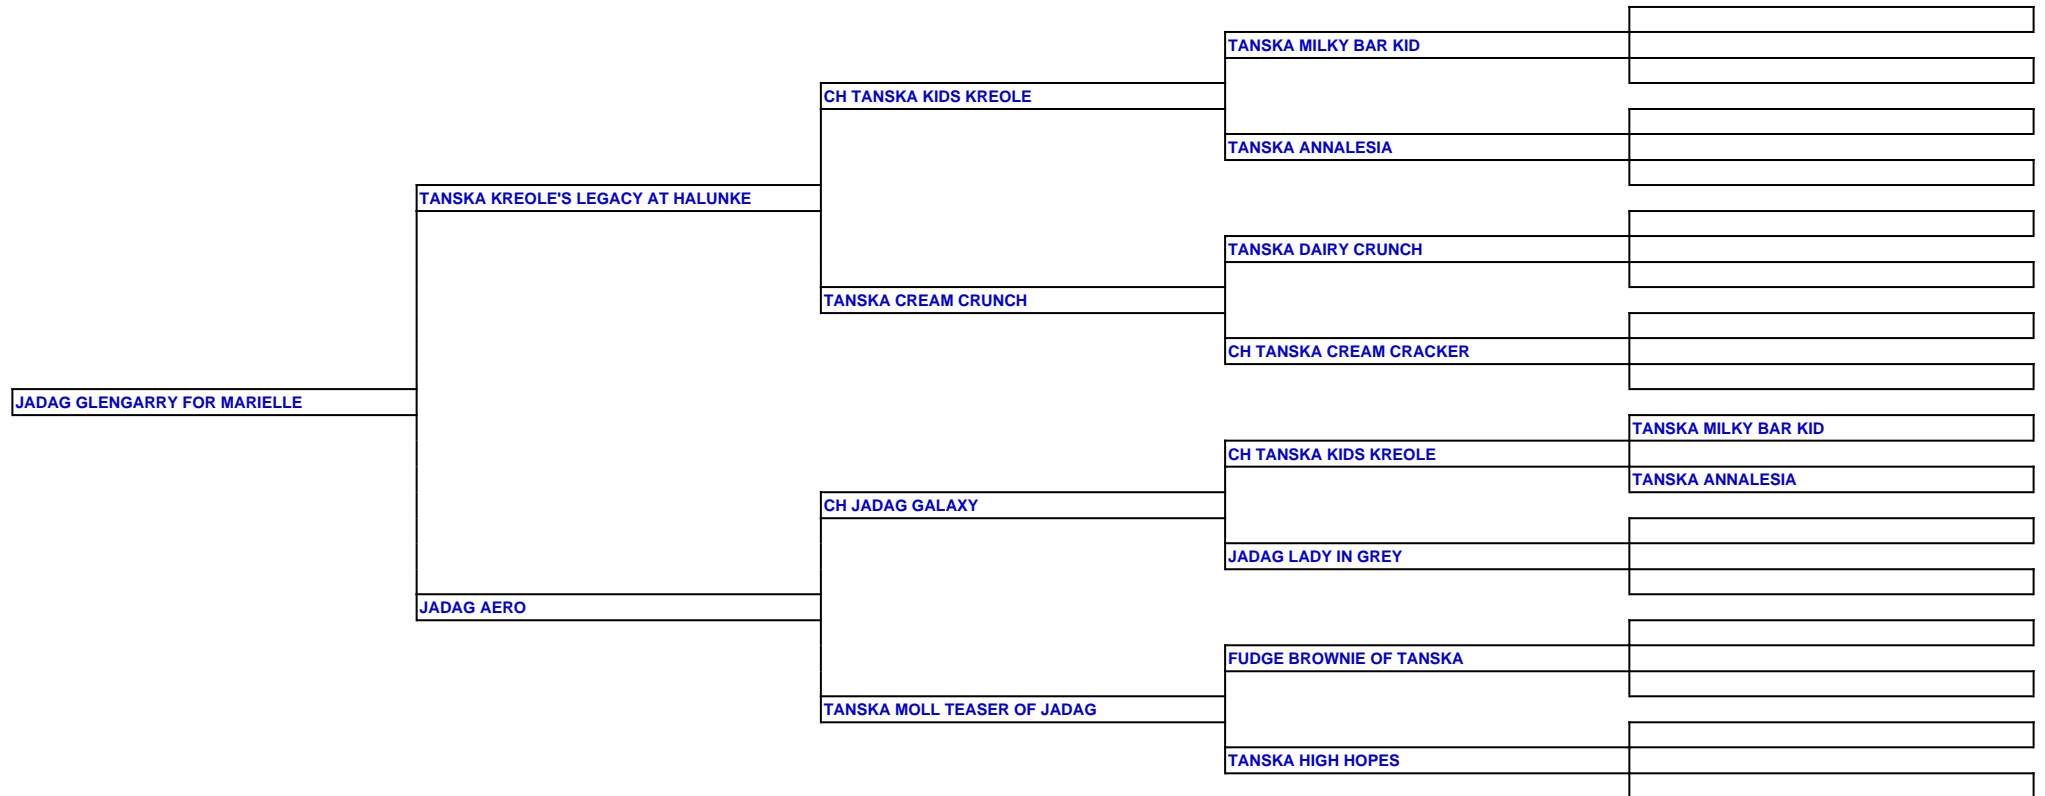 TANSKA MILKY BAR KID
CH TANSKA KIDS KREOLE
TANSKA ANNALESIA
TANSKA KREOLE'S LEGACY AT HALUNKE
TANSKA DAIRY CRUNCH
TANSKA CREAM CRUNCH
CH TANSKA CREAM CRACKER
JADAG GLENGARRY FOR MARIELLE
TANSKA MILKY BAR KID
CH TANSKA KIDS KREOLE
TANSKA ANNALESIA
CH JADAG GALAXY
JADAG LADY IN GREY
JADAG AERO
FUDGE BROWNIE OF TANSKA
TANSKA MOLL TEASER OF JADAG
TANSKA HIGH HOPES